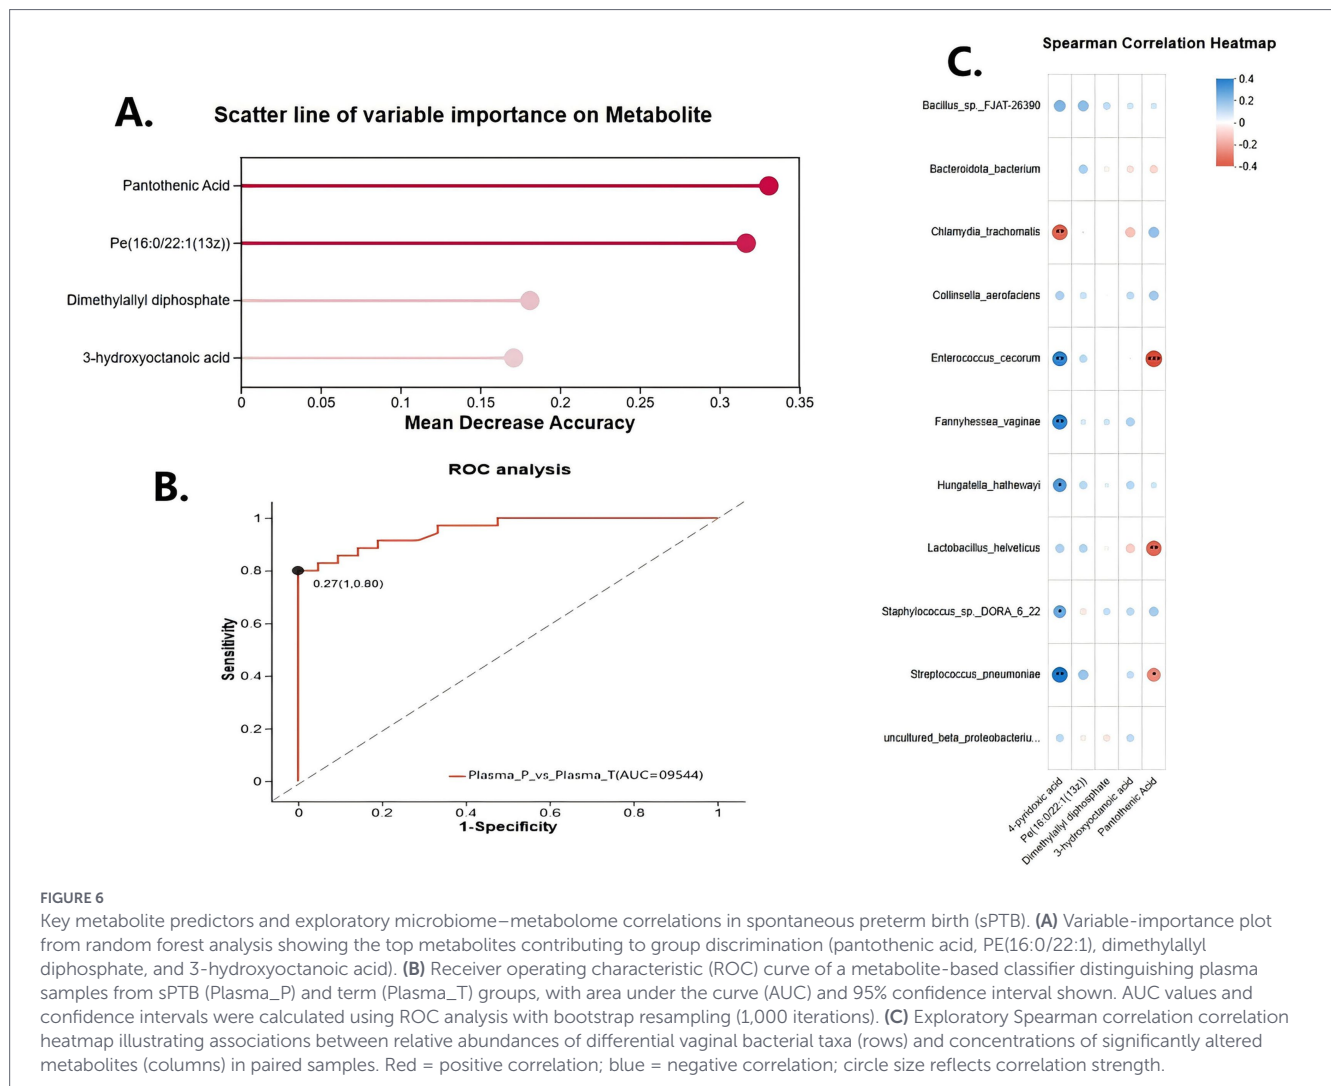 A.
Scatter line of variable importance on Metabolite
Pantothenic Acid
Pe(16:0/22:1(13z))
Dimethylallyl diphosphate
3-hydroxyoctanoic acid
0 0.05 0.1 0.15 0.2 0.25 0.3 0.35
Mean Decrease Accuracy
B.
ROC analysis
1
0.8
0.6
0.4
0.2
0
Sensitivity
0.27(1,0.80)
Plasma_P_vs_Plasma_T(AUC=09544)
0 0.2 0.4 0.6 0.8 1
1-Specificity
C.
Spearman Correlation Heatmap
0.4
0.2
0
-0.2
-0.4
Bacillus_sp._FJAT-26390
Bacteroidota_bacterium
Chlamydia_trachomatis
**
Collinsella_aerofaciens
Enterococcus_cecorum
**
***
Fannyhessea_vaginae
**
Hungatella_hathewayi
*
Lactobacillus_helveticus
**
Staphylococcus_sp._DORA_6_22
*
Streptococcus_pneumoniae
**
*
uncultured_beta_proteobacteriu...
4-pyridoxic acid
Pe(16:0/22:1(13z))
Dimethylallyl diphosphate
3-hydroxyoctanoic acid
Pantothenic Acid
FIGURE 6
Key metabolite predictors and exploratory microbiome–metabolome correlations in spontaneous preterm birth (sPTB). (A) Variable-importance plot
from random forest analysis showing the top metabolites contributing to group discrimination (pantothenic acid, PE(16:0/22:1), dimethylallyl
diphosphate, and 3-hydroxyoctanoic acid). (B) Receiver operating characteristic (ROC) curve of a metabolite-based classifier distinguishing plasma
samples from sPTB (Plasma_P) and term (Plasma_T) groups, with area under the curve (AUC) and 95% confidence interval shown. AUC values and
confidence intervals were calculated using ROC analysis with bootstrap resampling (1,000 iterations). (C) Exploratory Spearman correlation correlation
heatmap illustrating associations between relative abundances of differential vaginal bacterial taxa (rows) and concentrations of significantly altered
metabolites (columns) in paired samples. Red = positive correlation; blue = negative correlation; circle size reflects correlation strength.